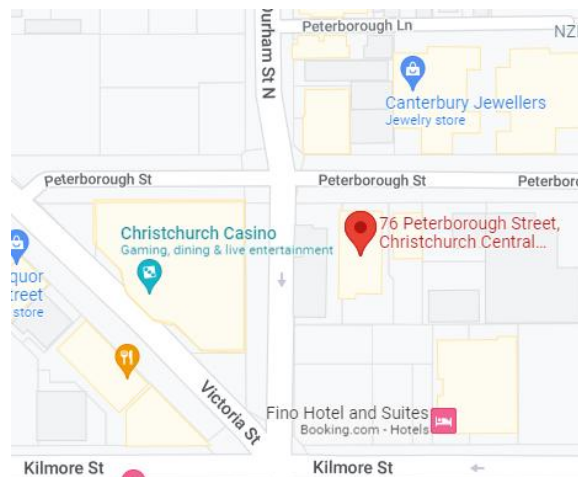 Peterborough Ln
NZ
Durham St N
Canterbury Jewellers
Jewelry store
Peterborough St
Peterborough St
Christchurch Casino
Gaming, dining & live entertainment
76 Peterborough Street,
Christchurch Central...
quor
treet
store
Victoria St
Fino Hotel and Suites
Booking.com - Hotels
Kilmore St
Kilmore St